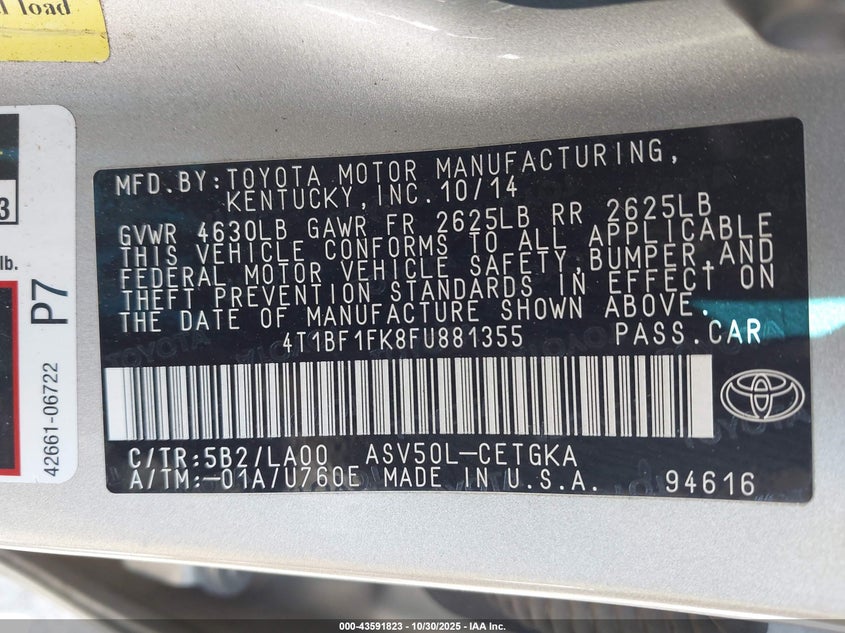 l load
3
lb.
P7
42661-06722
MFD.BY:TOYOTA MOTOR MANUFACTURING,
KENTUCKY, INC. 10/14
GVWR 4630LB GAWR FR 2625LB RR 2625LB
THIS VEHICLE CONFORMS TO ALL APPLICABLE
FEDERAL MOTOR VEHICLE SAFETY,BUMPER,AND
THEFT PREVENTION STANDARDS IN EFFECT ON
THE DATE OF MANUFACTURE SHOWN ABOVE.
4T1BF1FK8FU881355 PASS.CAR
C/TR:5B2/LA00 ASV50L-CETGKA
A/TM:-01A/U760E MADE IN U.S.A. 94616
000-43591823 - 10/30/2025 - IAA Inc.